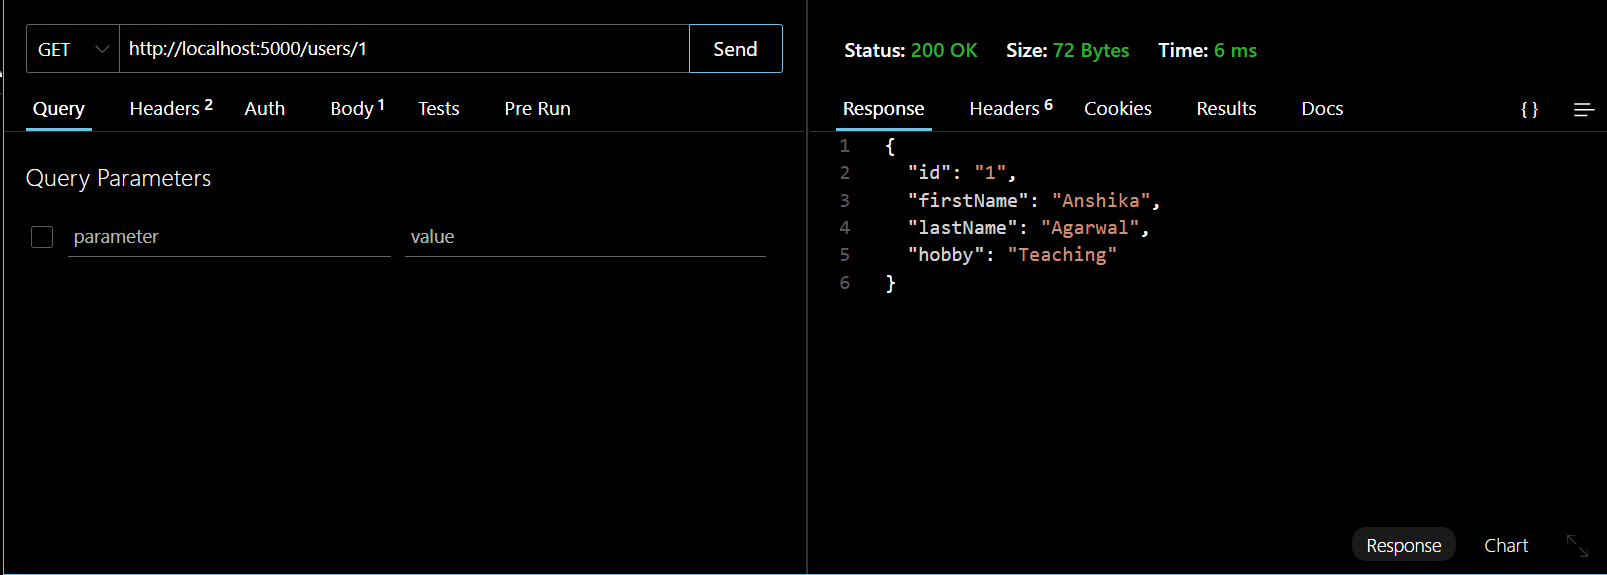 GET http://localhost:5000/users/1 Send
Query Headers 2 Auth Body 1 Tests Pre Run
Query Parameters
parameter value
Status: 200 OK Size: 72 Bytes Time: 6 ms
Response Headers 6 Cookies Results Docs { }
1 {
2 "id": "1",
3 "firstName": "Anshika",
4 "lastName": "Agarwal",
5 "hobby": "Teaching"
6 }
Response Chart